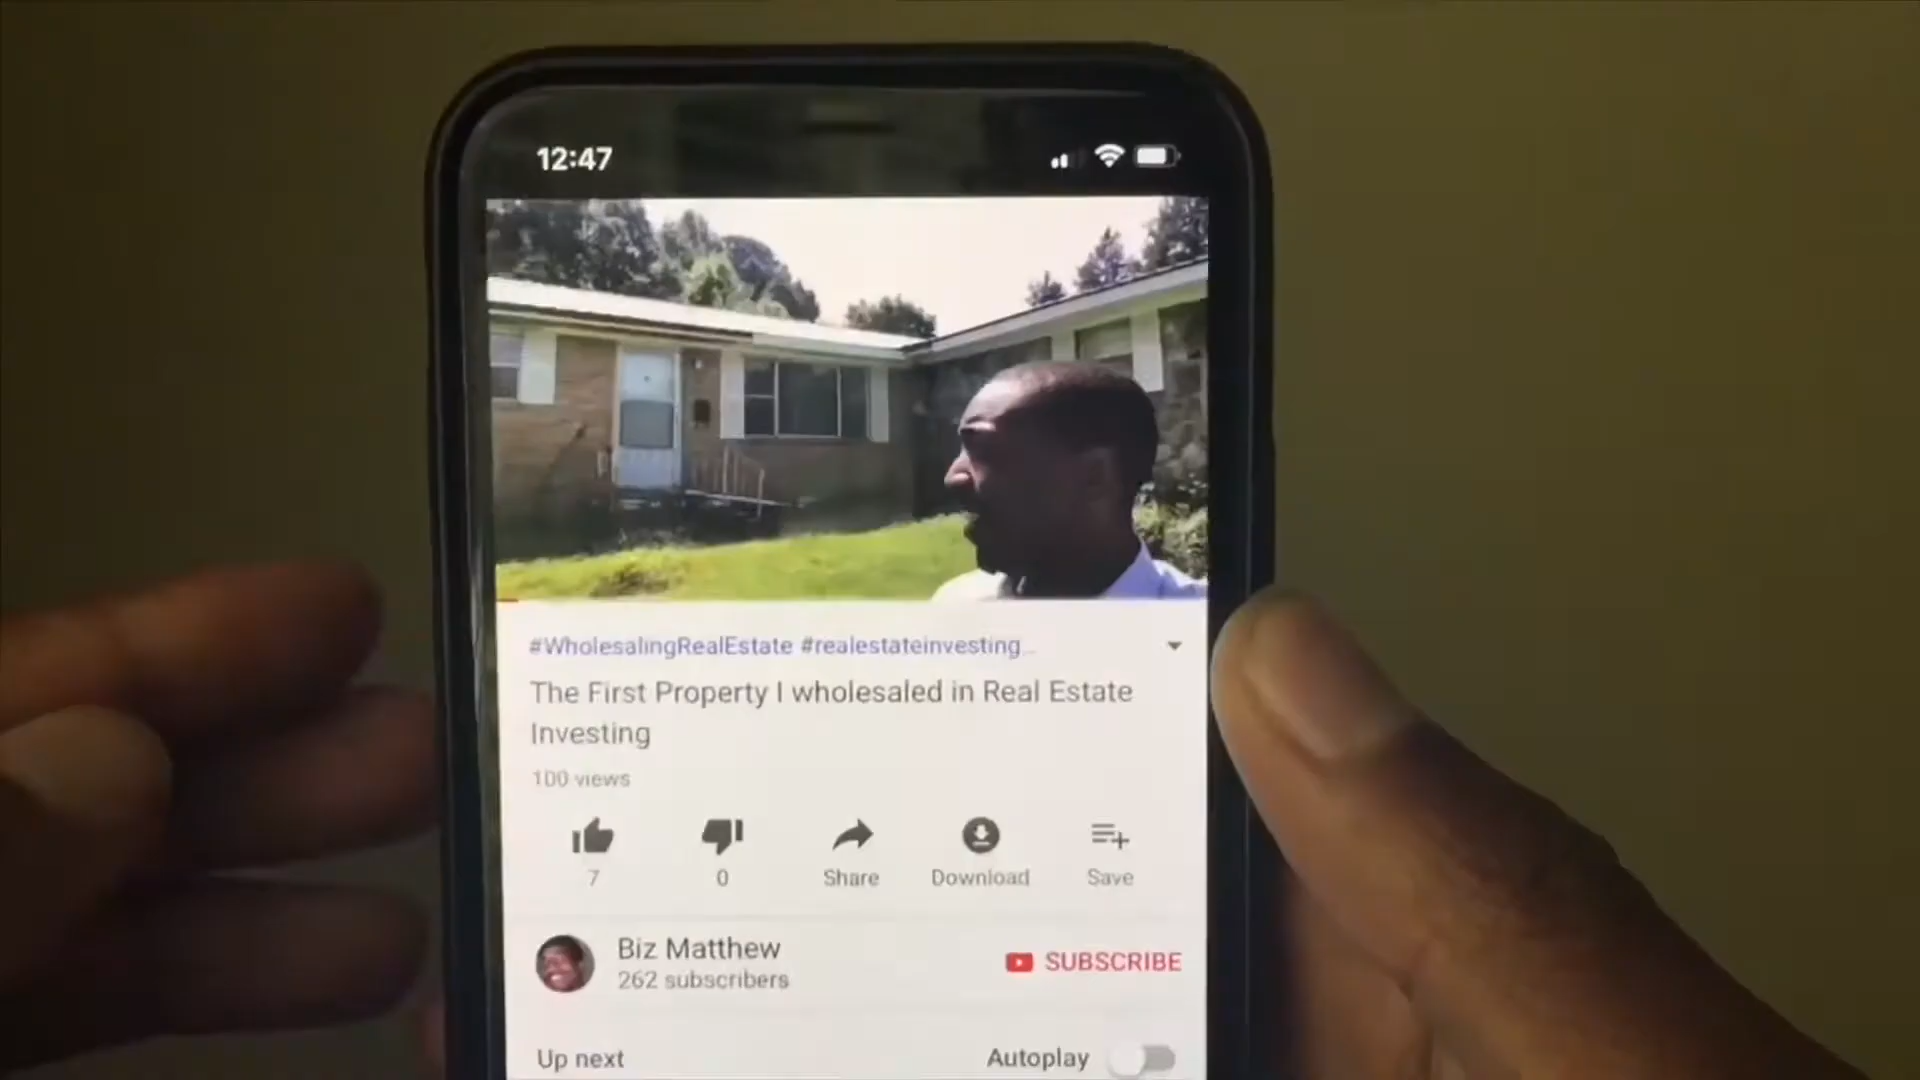 12:47
#WholesalingRealEstate #realestateinvesting...
The First Property I wholesaled in Real Estate
Investing
100 views
7
0
Share
Download
Save
Biz Matthew
SUBSCRIBE
262 subscribers
Up next
Autoplay